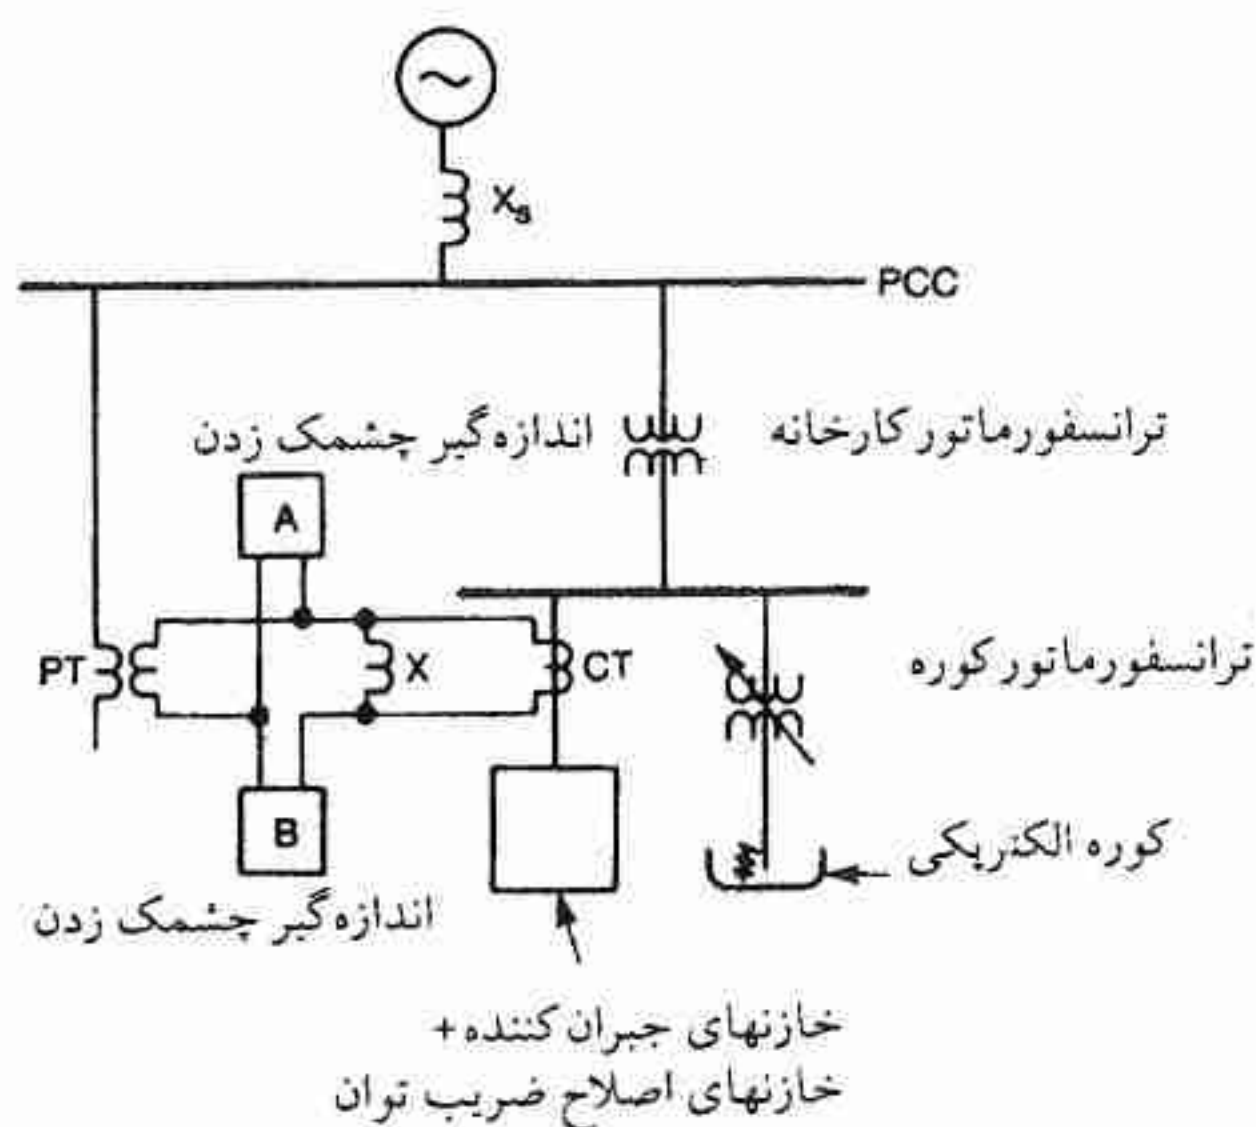 ~
Xs
PCC
اندازه‌گیر چشمک زدن
ترانسفورماتور کارخانه
A
PT
X
CT
ترانسفورماتور کوره
B
کوره الکتریکی
اندازه‌گیر چشمک زدن
خازنهای جبران کننده +
خازنهای اصلاح ضریب توان